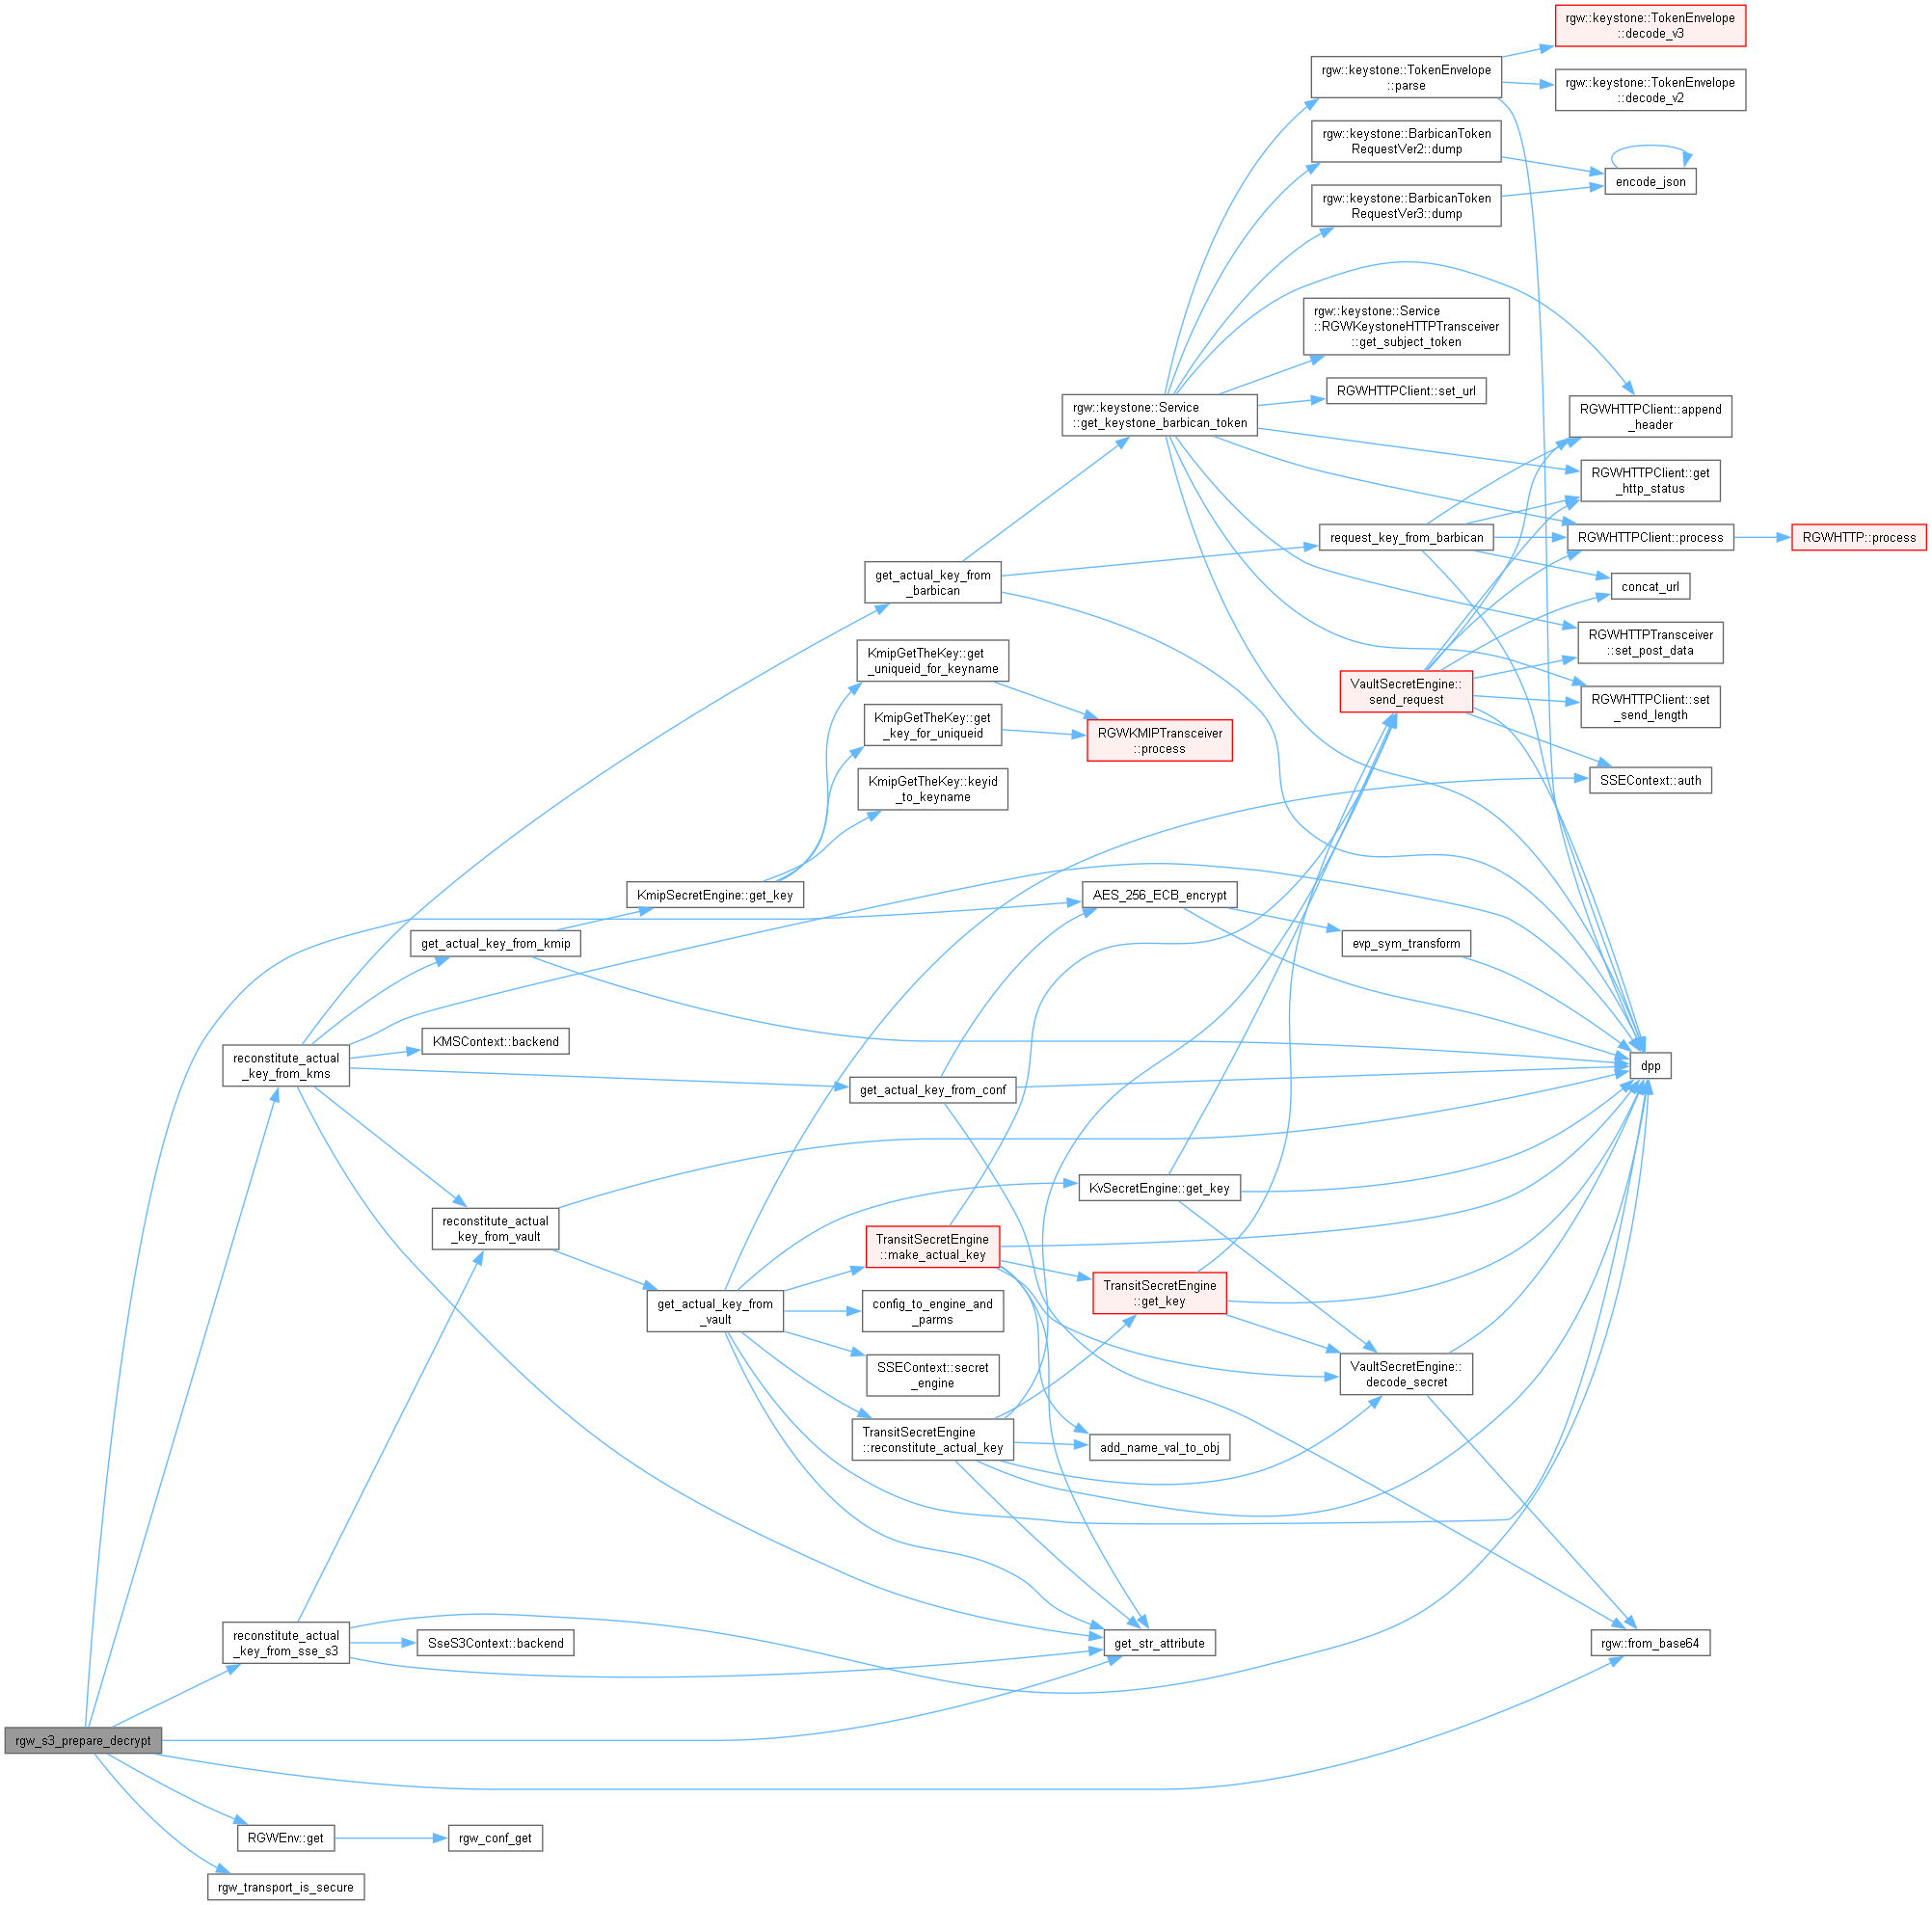 rgw::keystone::TokenEnvelope
::decode_v3
rgw::keystone::TokenEnvelope
::parse
rgw::keystone::TokenEnvelope
::decode_v2
rgw::keystone::BarbicanToken
RequestVer2::dump
encode_json
rgw::keystone::BarbicanToken
RequestVer3::dump
rgw::keystone::Service
::RGWKeystoneHTTPTransceiver
::get_subject_token
RGWHTTPClient::set_url
rgw::keystone::Service
::get_keystone_barbican_token
RGWHTTPClient::append
_header
RGWHTTPClient::get
_http_status
request_key_from_barbican
RGWHTTPClient::process
RGWHTTP::process
get_actual_key_from
_barbican
concat_url
RGWHTTPTransceiver
::set_post_data
KmipGetTheKey::get
_uniqueid_for_keyname
VaultSecretEngine::
send_request
RGWHTTPClient::set
_send_length
KmipGetTheKey::get
_key_for_uniqueid
RGWKMIPTransceiver
::process
KmipGetTheKey::keyid
_to_keyname
SSEContext::auth
KmipSecretEngine::get_key
AES_256_ECB_encrypt
get_actual_key_from_kmip
evp_sym_transform
KMSContext::backend
reconstitute_actual
_key_from_kms
dpp
get_actual_key_from_conf
KvSecretEngine::get_key
reconstitute_actual
_key_from_vault
TransitSecretEngine
::make_actual_key
TransitSecretEngine
::get_key
get_actual_key_from
_vault
config_to_engine_and
_parms
SSEContext::secret
_engine
VaultSecretEngine::
decode_secret
TransitSecretEngine
::reconstitute_actual_key
add_name_val_to_obj
reconstitute_actual
_key_from_sse_s3
SseS3Context::backend
get_str_attribute
rgw::from_base64
rgw_s3_prepare_decrypt
RGWEnv::get
rgw_conf_get
rgw_transport_is_secure